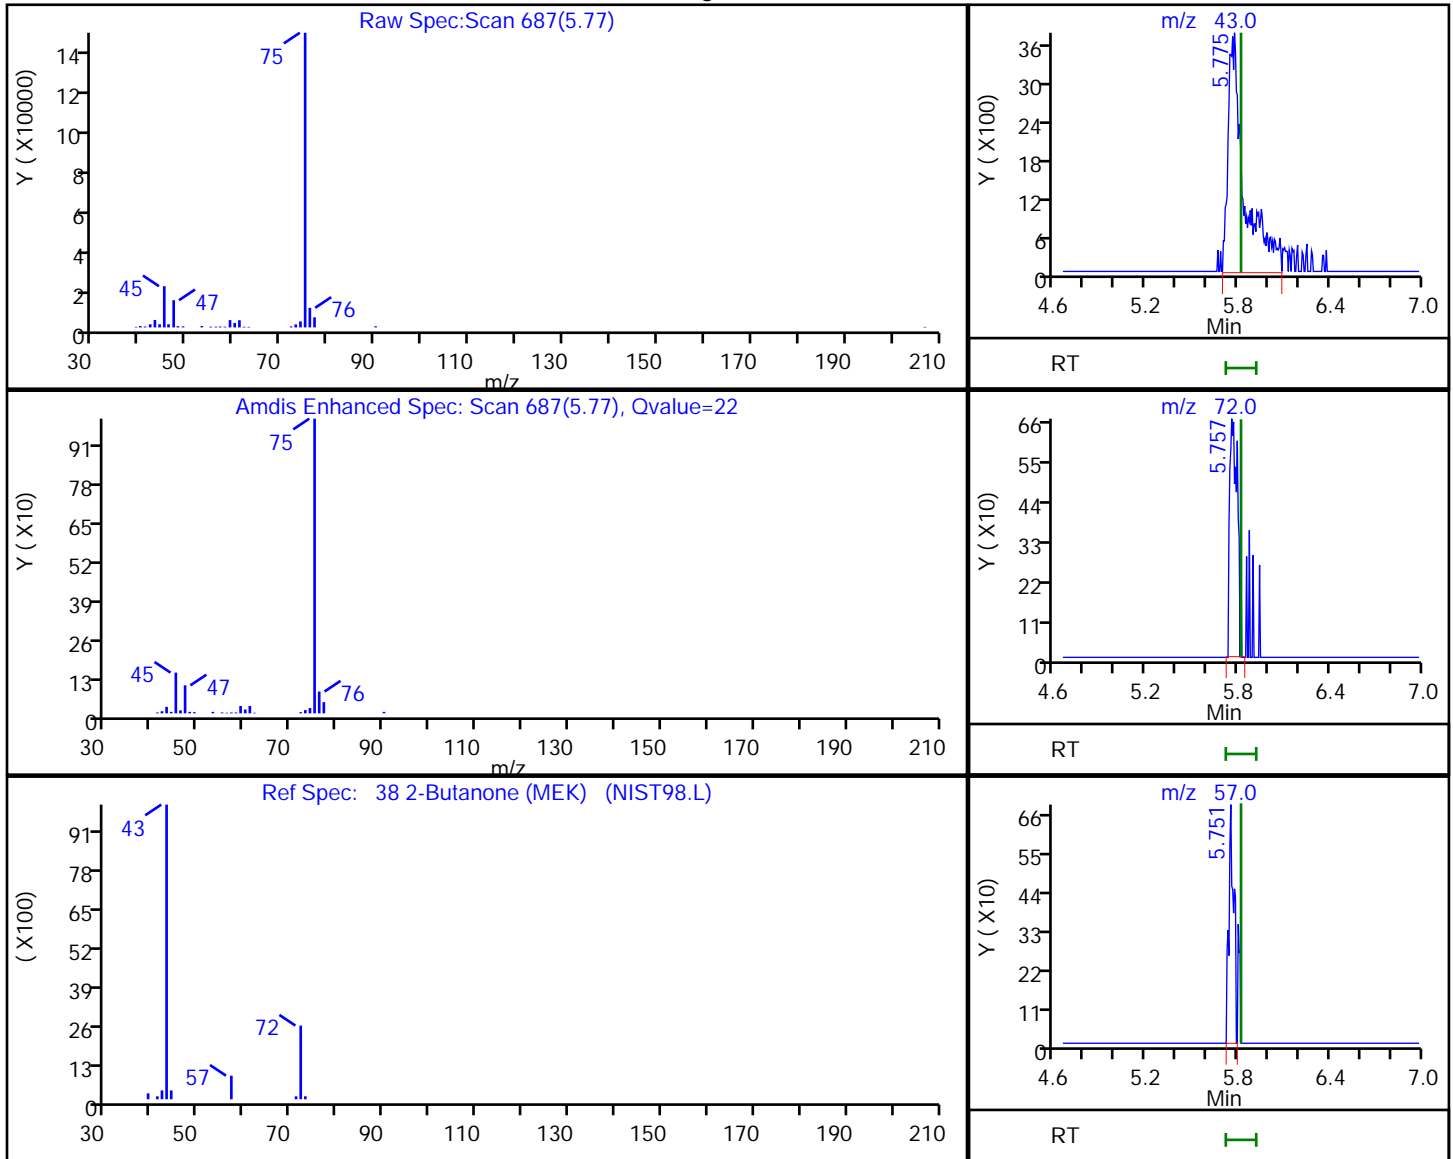 Raw Spec:Scan 687(5.77)
Y ( X10000)
14
12
10
8
6
4
2
0
75
45
47
76
30 50 70 90 110 130 150 170 190 210
m/z
m/z 43.0
Y ( X100)
36
30
24
18
12
6
0
5.775
4.6 5.2 5.8 6.4 7.0
Min
RT
Amdis Enhanced Spec: Scan 687(5.77), Qvalue=22
Y ( X10)
91
78
65
52
39
26
13
0
75
45
47
76
30 50 70 90 110 130 150 170 190 210
m/z
m/z 72.0
Y ( X10)
66
55
44
33
22
11
0
5.757
4.6 5.2 5.8 6.4 7.0
Min
RT
Ref Spec: 38 2-Butanone (MEK) (NIST98.L)
( X100)
91
78
65
52
39
26
13
0
43
57
72
30 50 70 90 110 130 150 170 190 210
m/z 57.0
Y ( X10)
66
55
44
33
22
11
0
5.751
4.6 5.2 5.8 6.4 7.0
Min
RT